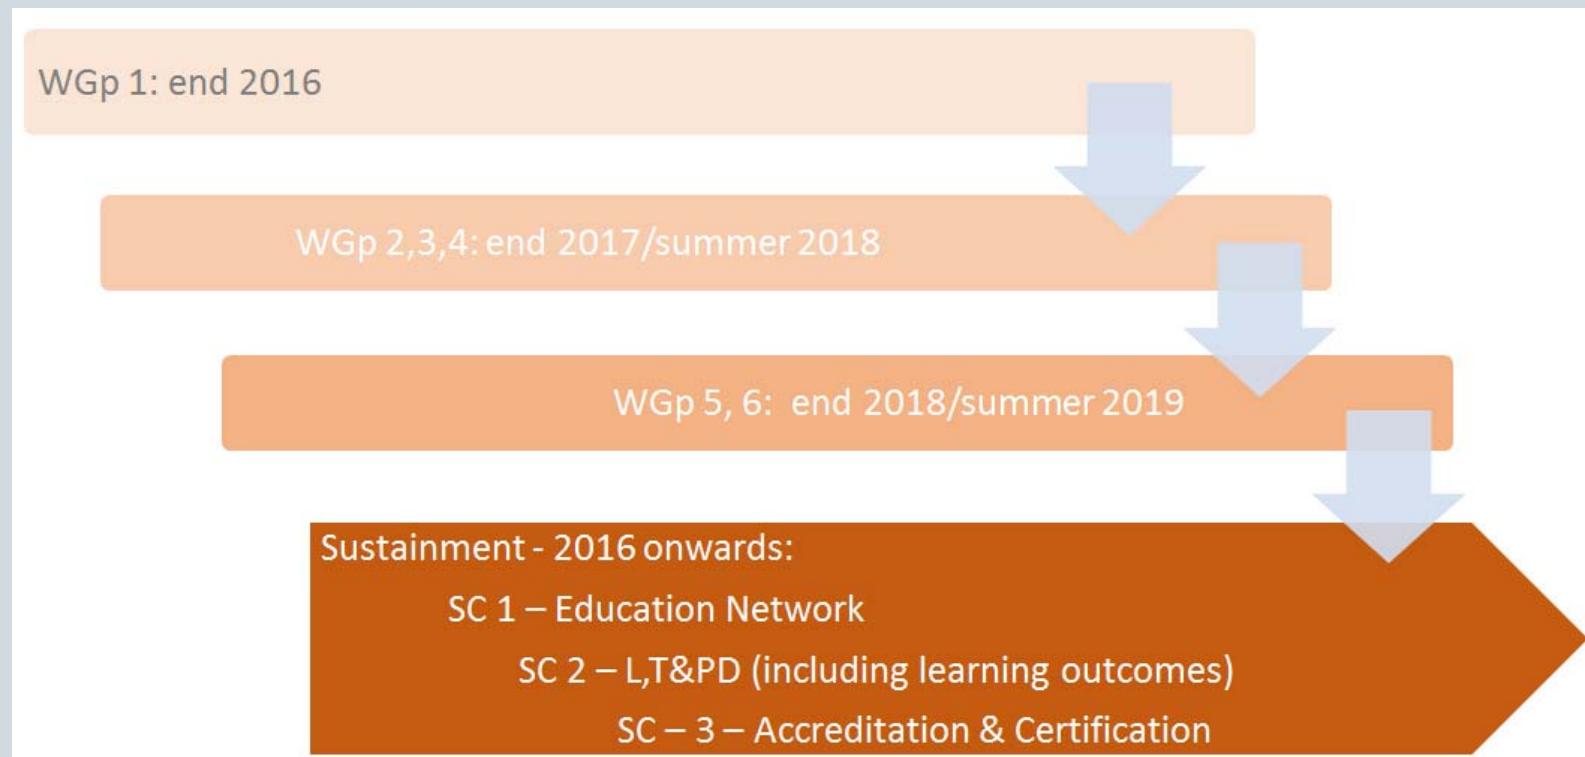 WGp 1: end 2016
WGp 2,3,4: end 2017/summer 2018
WGp 5, 6: end 2018/summer 2019
Sustainment - 2016 onwards:
SC 1 – Education Network
SC 2 – L,T&PD (including learning outcomes)
SC – 3 – Accreditation & Certification